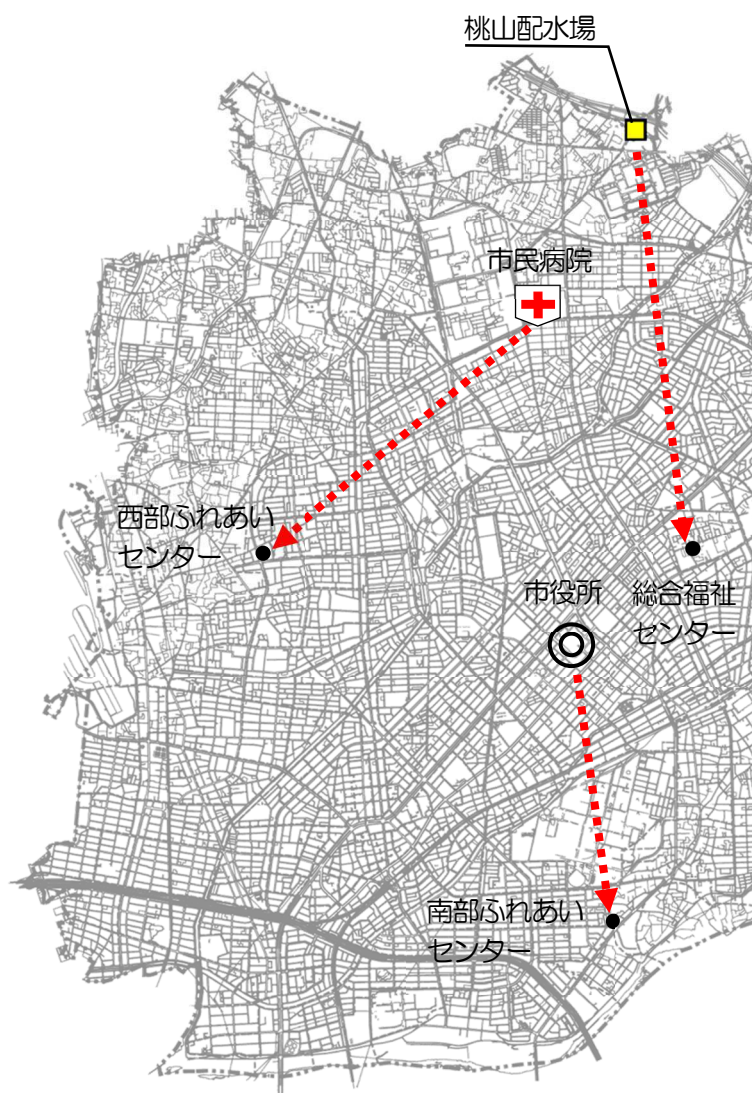 桃山配水場
市民病院
西部ふれあい
センター
市役所
総合福祉
センター
南部ふれあい
センター